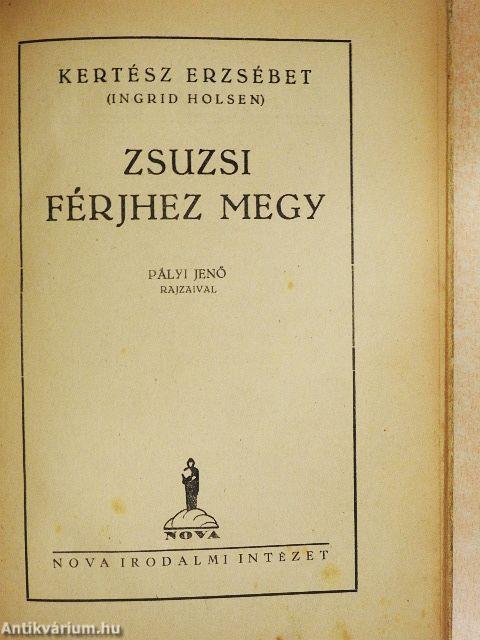 KERTÉSZ ERZSÉBET
(INGRID HOLSEN)
ZSUZSI
FÉRJHEZ MEGY
PÁLYI JENŐ
RAJZAIVAL
NOVA
NOVA IRODALMI INTÉZET
Antikvárium.hu